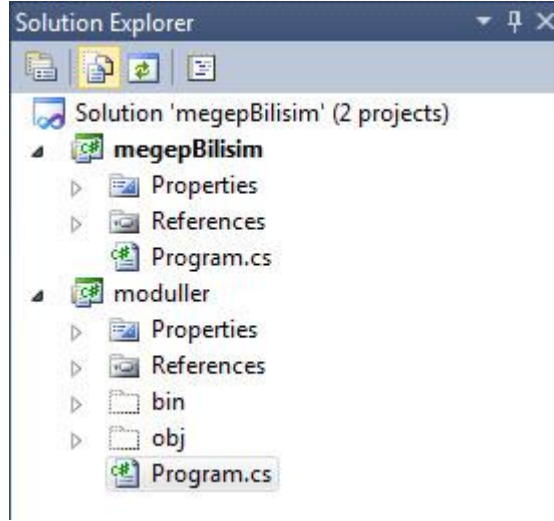 Solution Explorer
Solution 'megepBilisim' (2 projects)
megepBilisim
Properties
References
Program.cs
moduller
Properties
References
bin
obj
Program.cs